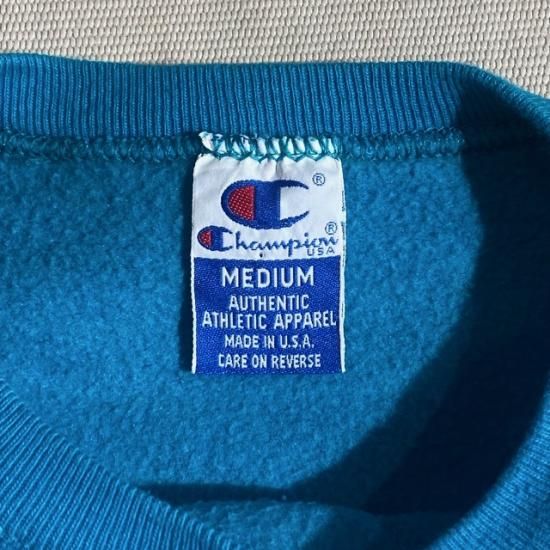 ®
Champion®
USA
MEDIUM
AUTHENTIC
ATHLETIC APPAREL
MADE IN U.S.A.
CARE ON REVERSE